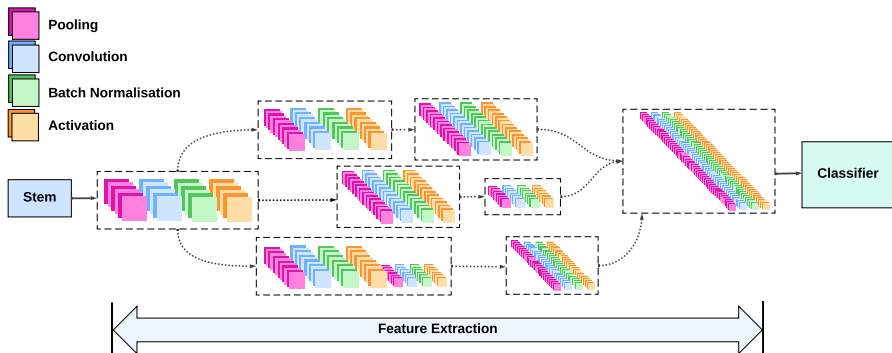 Pooling
Convolution
Batch Normalisation
Activation
Stem
Classifier
Feature Extraction